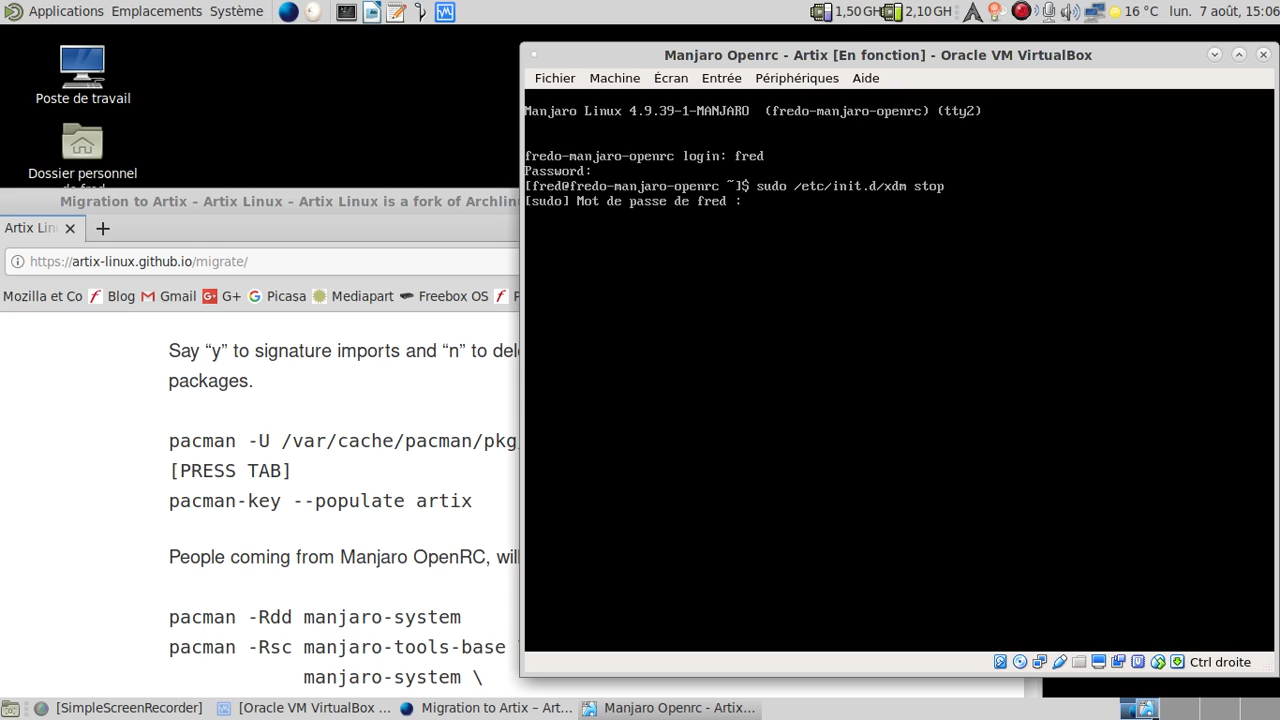 Applications Emplacements Système
1,50 GH 2,10 GH 16 °C lun. 7 août, 15:06
Poste de travail
Dossier personnel
de fredo
Manjaro Openrc - Artix [En fonction] - Oracle VM VirtualBox
Fichier Machine Écran Entrée Périphériques Aide
Manjaro Linux 4.9.39-1-MANJARO (fredo-manjaro-openrc) (tty2)
fredo-manjaro-openrc login: fred
Password:
[fred@fredo-manjaro-openrc ~]$ sudo /etc/init.d/xdm stop
[sudo] Mot de passe de fred :
Ctrl droite
Migration to Artix – Artix Linux – Artix Linux is a fork of Archlin
Artix Lin
https://artix-linux.github.io/migrate/
Mozilla et Co Blog Gmail G+ Picasa Mediapart Freebox OS
Say “y” to signature imports and “n” to del
packages.
pacman -U /var/cache/pacman/pkg
[PRESS TAB]
pacman-key --populate artix
People coming from Manjaro OpenRC, will
pacman -Rdd manjaro-system
pacman -Rsc manjaro-tools-base \
manjaro-system \
[SimpleScreenRecorder] [Oracle VM VirtualBox ... Migration to Artix – Art... Manjaro Openrc - Artix...